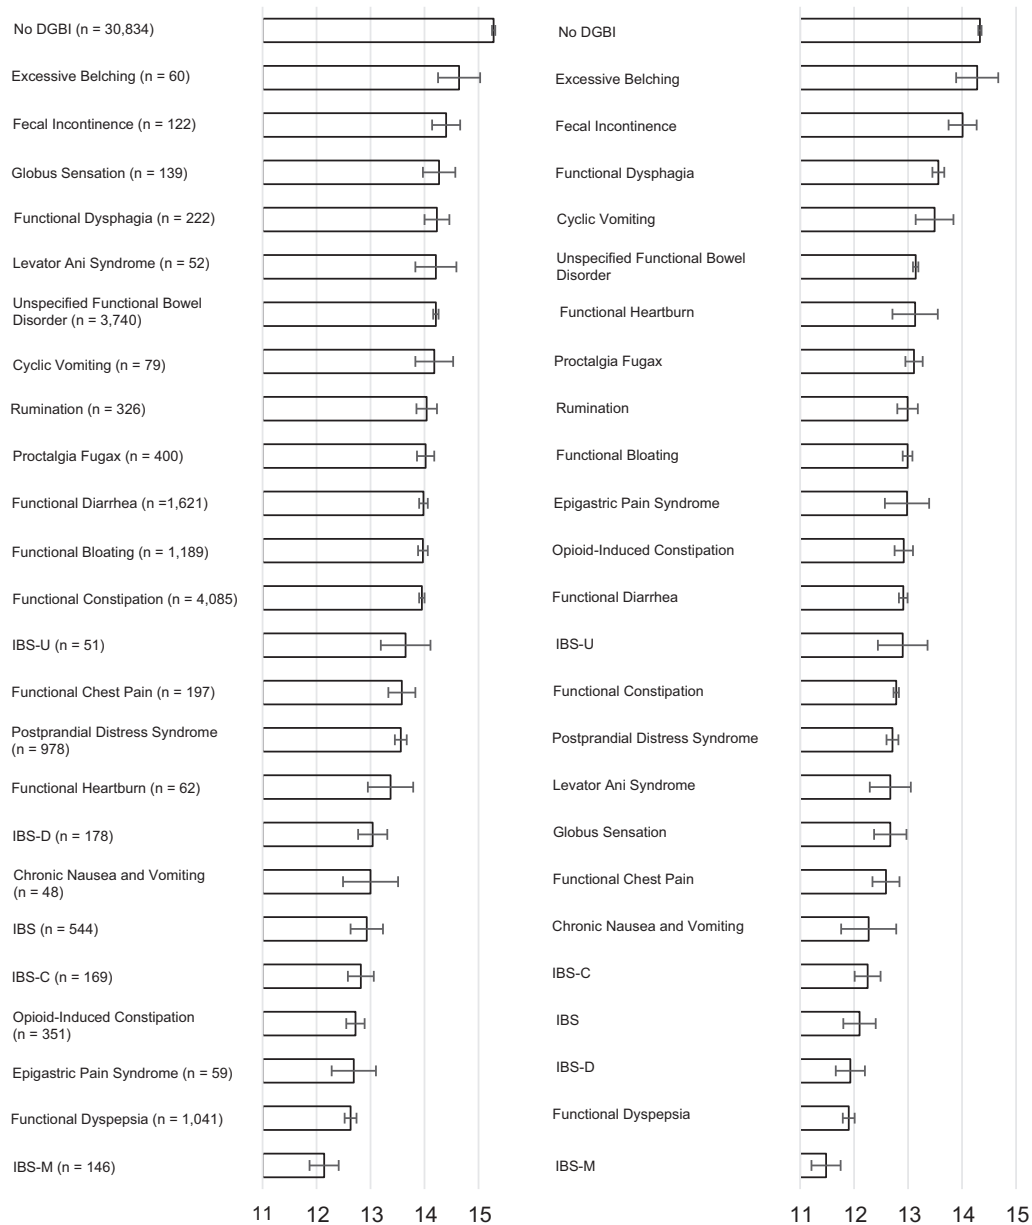 No DGBI (n = 30,834)
Excessive Belching (n = 60)
Fecal Incontinence (n = 122)
Globus Sensation (n = 139)
Functional Dysphagia (n = 222)
Levator Ani Syndrome (n = 52)
Unspecified Functional Bowel
Disorder (n = 3,740)
Cyclic Vomiting (n = 79)
Rumination (n = 326)
Proctalgia Fugax (n = 400)
Functional Diarrhea (n =1,621)
Functional Bloating (n = 1,189)
Functional Constipation (n = 4,085)
IBS-U (n = 51)
Functional Chest Pain (n = 197)
Postprandial Distress Syndrome
(n = 978)
Functional Heartburn (n = 62)
IBS-D (n = 178)
Chronic Nausea and Vomiting
(n = 48)
IBS (n = 544)
IBS-C (n = 169)
Opioid-Induced Constipation
(n = 351)
Epigastric Pain Syndrome (n = 59)
Functional Dyspepsia (n = 1,041)
IBS-M (n = 146)
11 12 13 14 15
No DGBI
Excessive Belching
Fecal Incontinence
Functional Dysphagia
Cyclic Vomiting
Unspecified Functional Bowel
Disorder
Functional Heartburn
Proctalgia Fugax
Rumination
Functional Bloating
Epigastric Pain Syndrome
Opioid-Induced Constipation
Functional Diarrhea
IBS-U
Functional Constipation
Postprandial Distress Syndrome
Levator Ani Syndrome
Globus Sensation
Functional Chest Pain
Chronic Nausea and Vomiting
IBS-C
IBS
IBS-D
Functional Dyspepsia
IBS-M
11 12 13 14 15